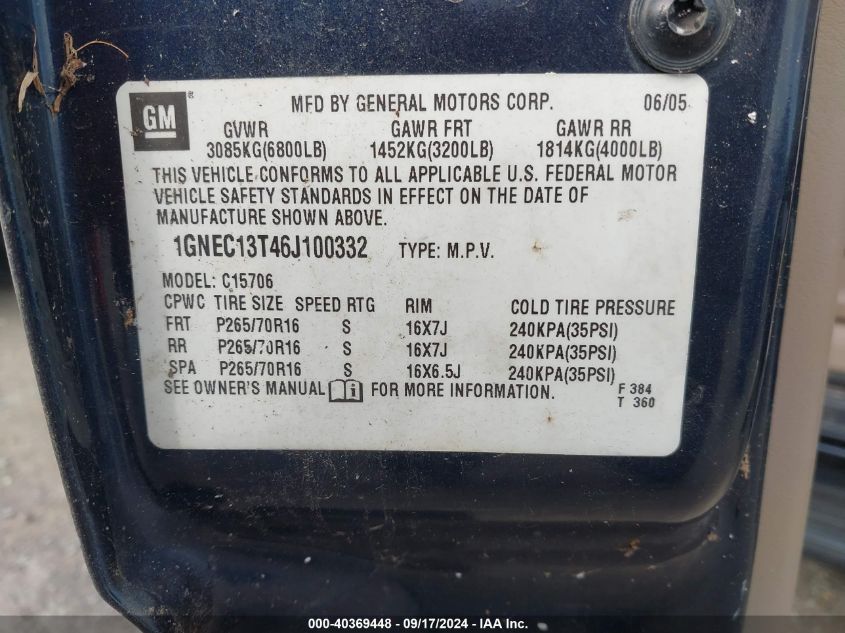 GM ® MFD BY GENERAL MOTORS CORP. 06/05
GVWR GAWR FRT GAWR RR
3085KG(6800LB) 1452KG(3200LB) 1814KG(4000LB)
THIS VEHICLE CONFORMS TO ALL APPLICABLE U.S. FEDERAL MOTOR
VEHICLE SAFETY STANDARDS IN EFFECT ON THE DATE OF
MANUFACTURE SHOWN ABOVE.
1GNEC13T46J100332 TYPE: M.P.V.
MODEL: C15706
CPWC TIRE SIZE SPEED RTG RIM COLD TIRE PRESSURE
FRT P265/70R16 S 16X7J 240KPA(35PSI)
RR P265/70R16 S 16X7J 240KPA(35PSI)
SPA P265/70R16 S 16X6.5J 240KPA(35PSI)
SEE OWNER'S MANUAL i FOR MORE INFORMATION. F 384
T 360
000-40369448 - 09/17/2024 - IAAI.com